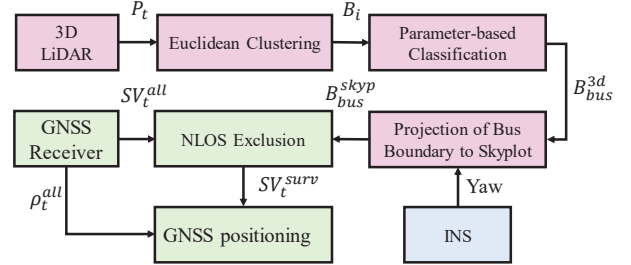 P_t
B_i
3D
LiDAR
Euclidean Clustering
Parameter-based
Classification
SV_t^{all}
B_{bus}^{skyp}
B_{bus}^{3d}
GNSS
Receiver
NLOS Exclusion
Projection of Bus
Boundary to Skyplot
ρ_t^{all}
SV_t^{surv}
Yaw
GNSS positioning
INS